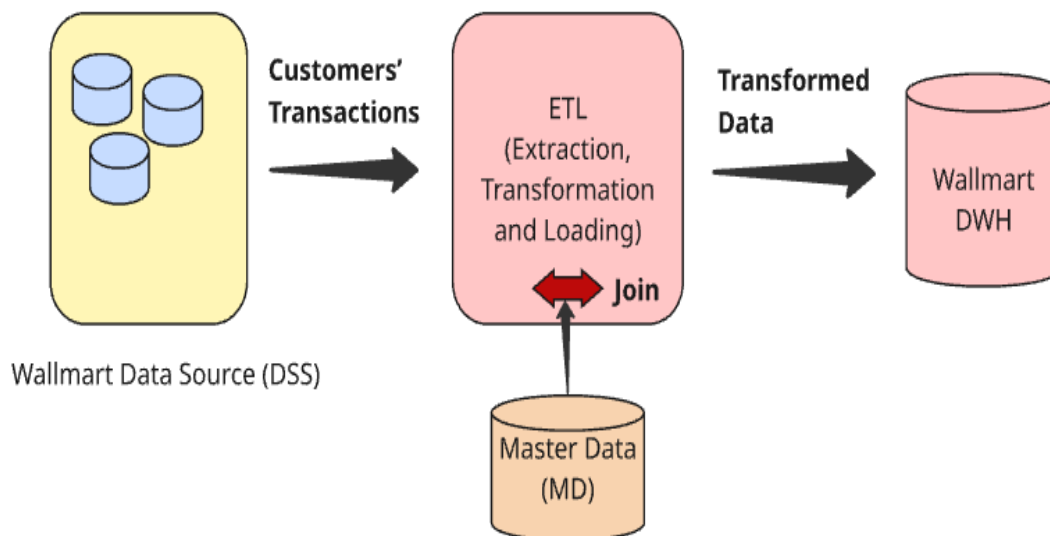 Customers'
Transactions
ETL
(Extraction,
Transformation
and Loading)
Join
Transformed
Data
Wallmart
DWH
Wallmart Data Source (DSS)
Master Data
(MD)